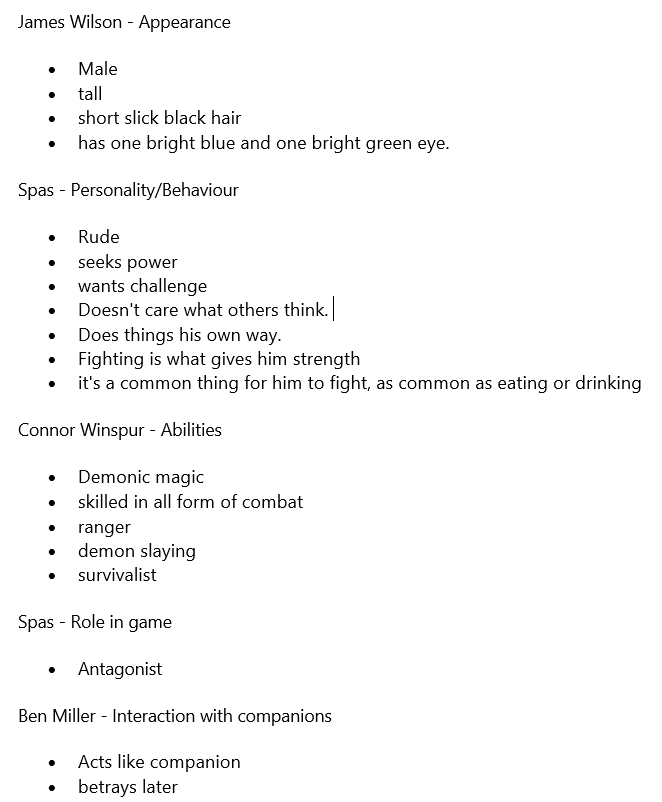 James Wilson - Appearance
• Male
• tall
• short slick black hair
• has one bright blue and one bright green eye.
Spas - Personality/Behaviour
• Rude
• seeks power
• wants challenge
• Doesn't care what others think.
• Does things his own way.
• Fighting is what gives him strength
• it's a common thing for him to fight, as common as eating or drinking
Connor Winspur - Abilities
• Demonic magic
• skilled in all form of combat
• ranger
• demon slaying
• survivalist
Spas - Role in game
• Antagonist
Ben Miller - Interaction with companions
• Acts like companion
• betrays later